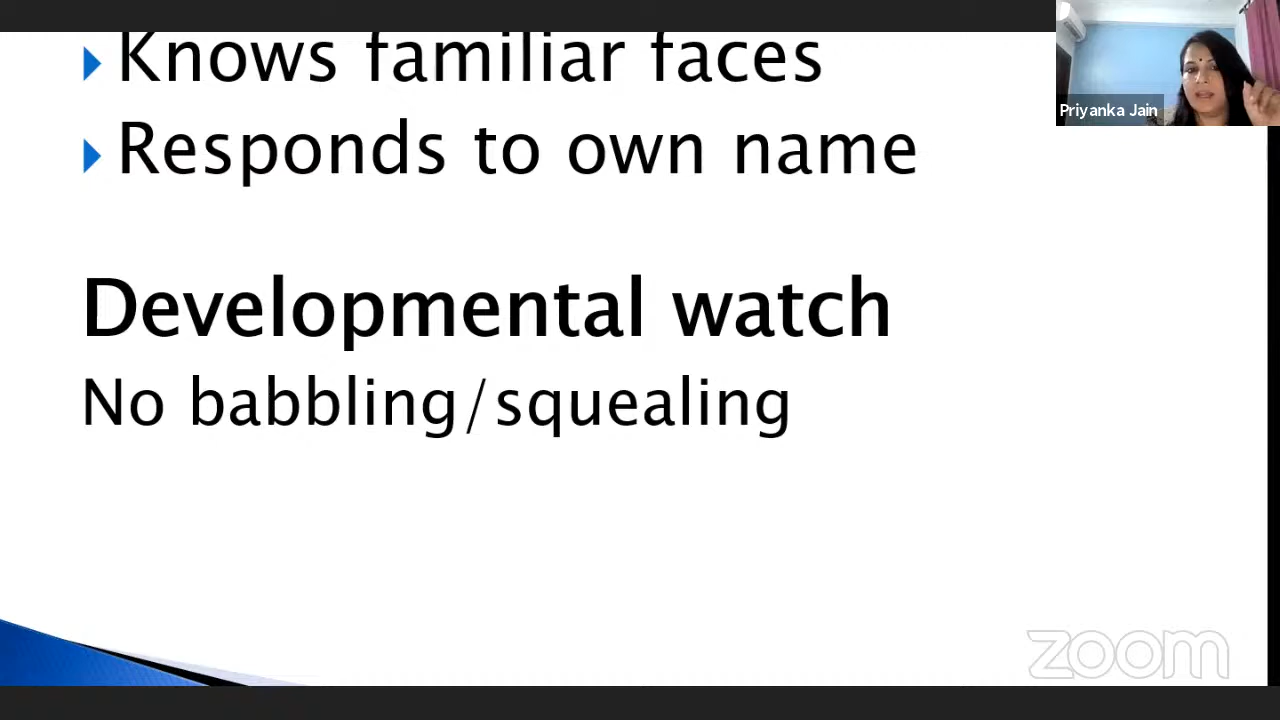 Knows familiar faces
Priyanka Jain
Responds to own name
Developmental watch
No babbling/squealing
zoom